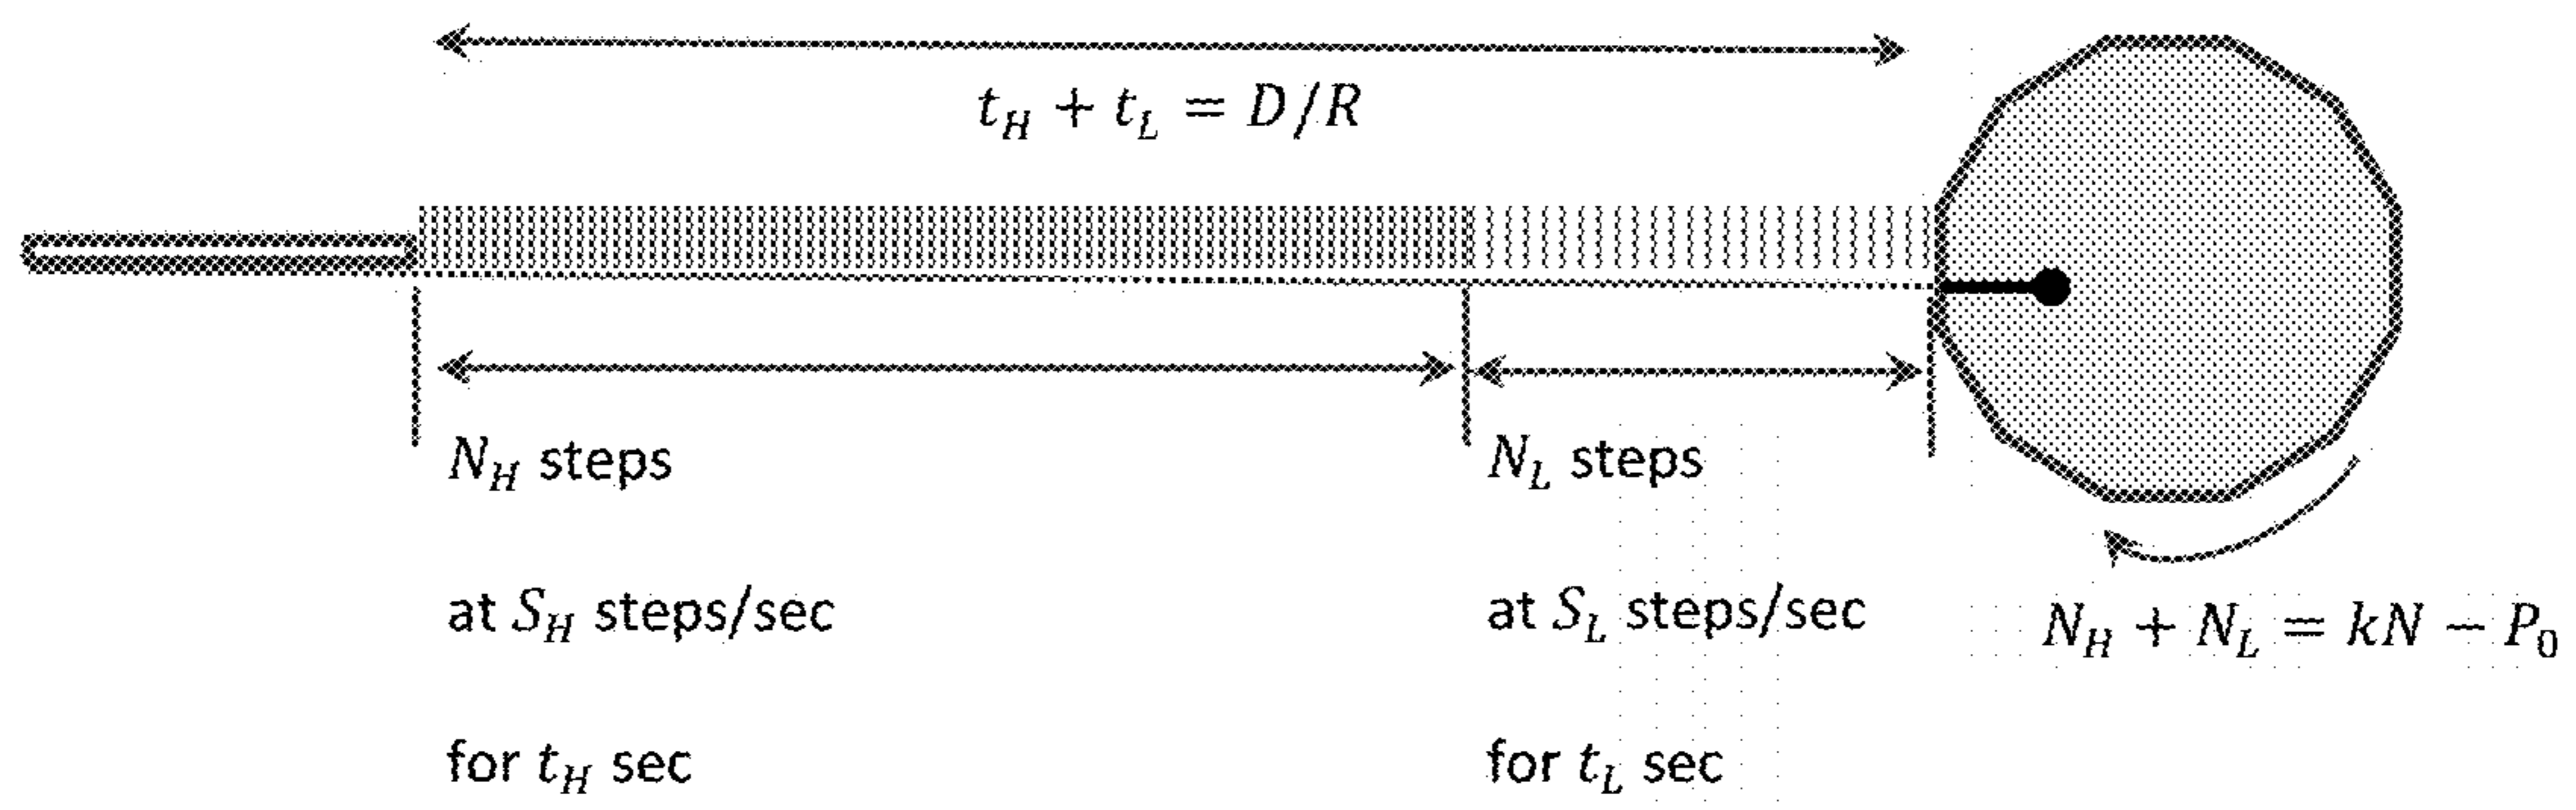 t_H + t_L = D/R
N_H steps
at S_H steps/sec
for t_H sec
N_L steps
at S_L steps/sec
for t_L sec
N_H + N_L = kN − P_0